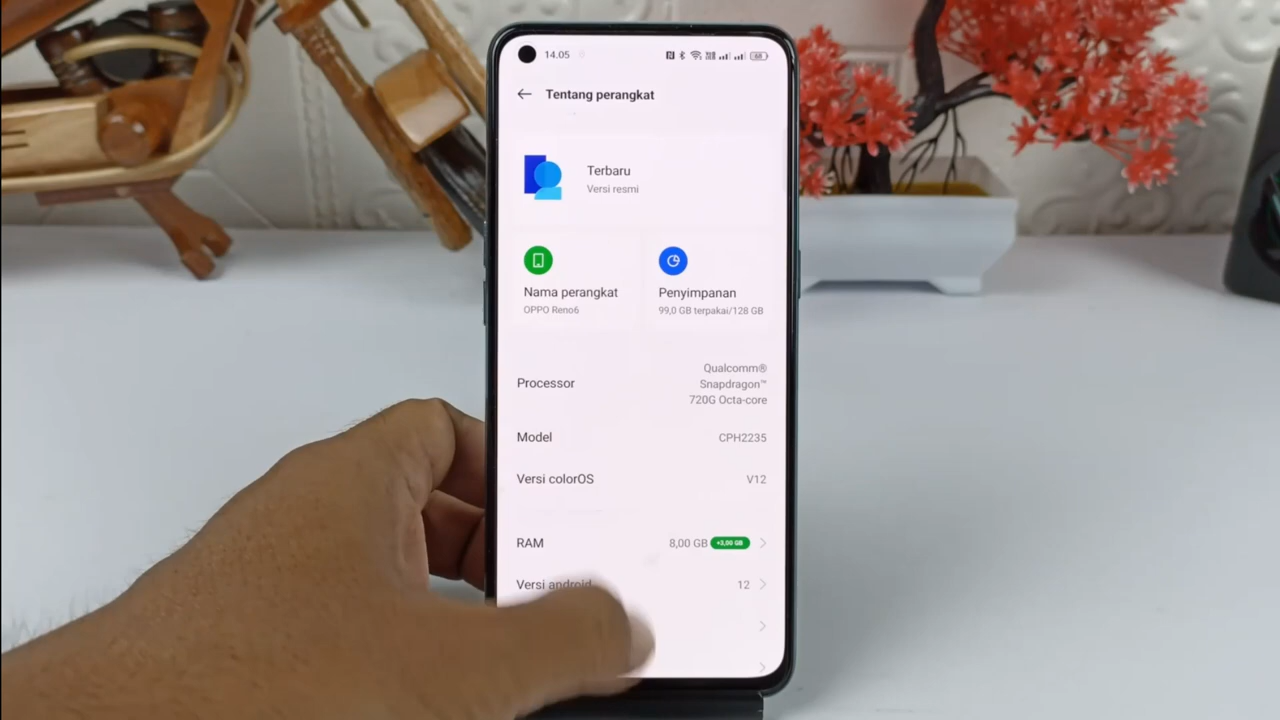 14.05
68
Tentang perangkat
Terbaru
Versi resmi
Nama perangkat
OPPO Reno6
Penyimpanan
99,0 GB terpakai/128 GB
Processor
Qualcomm®
Snapdragon™
720G Octa-core
Model
CPH2235
Versi colorOS
V12
RAM
8,00 GB +3,00 GB
Versi android
12